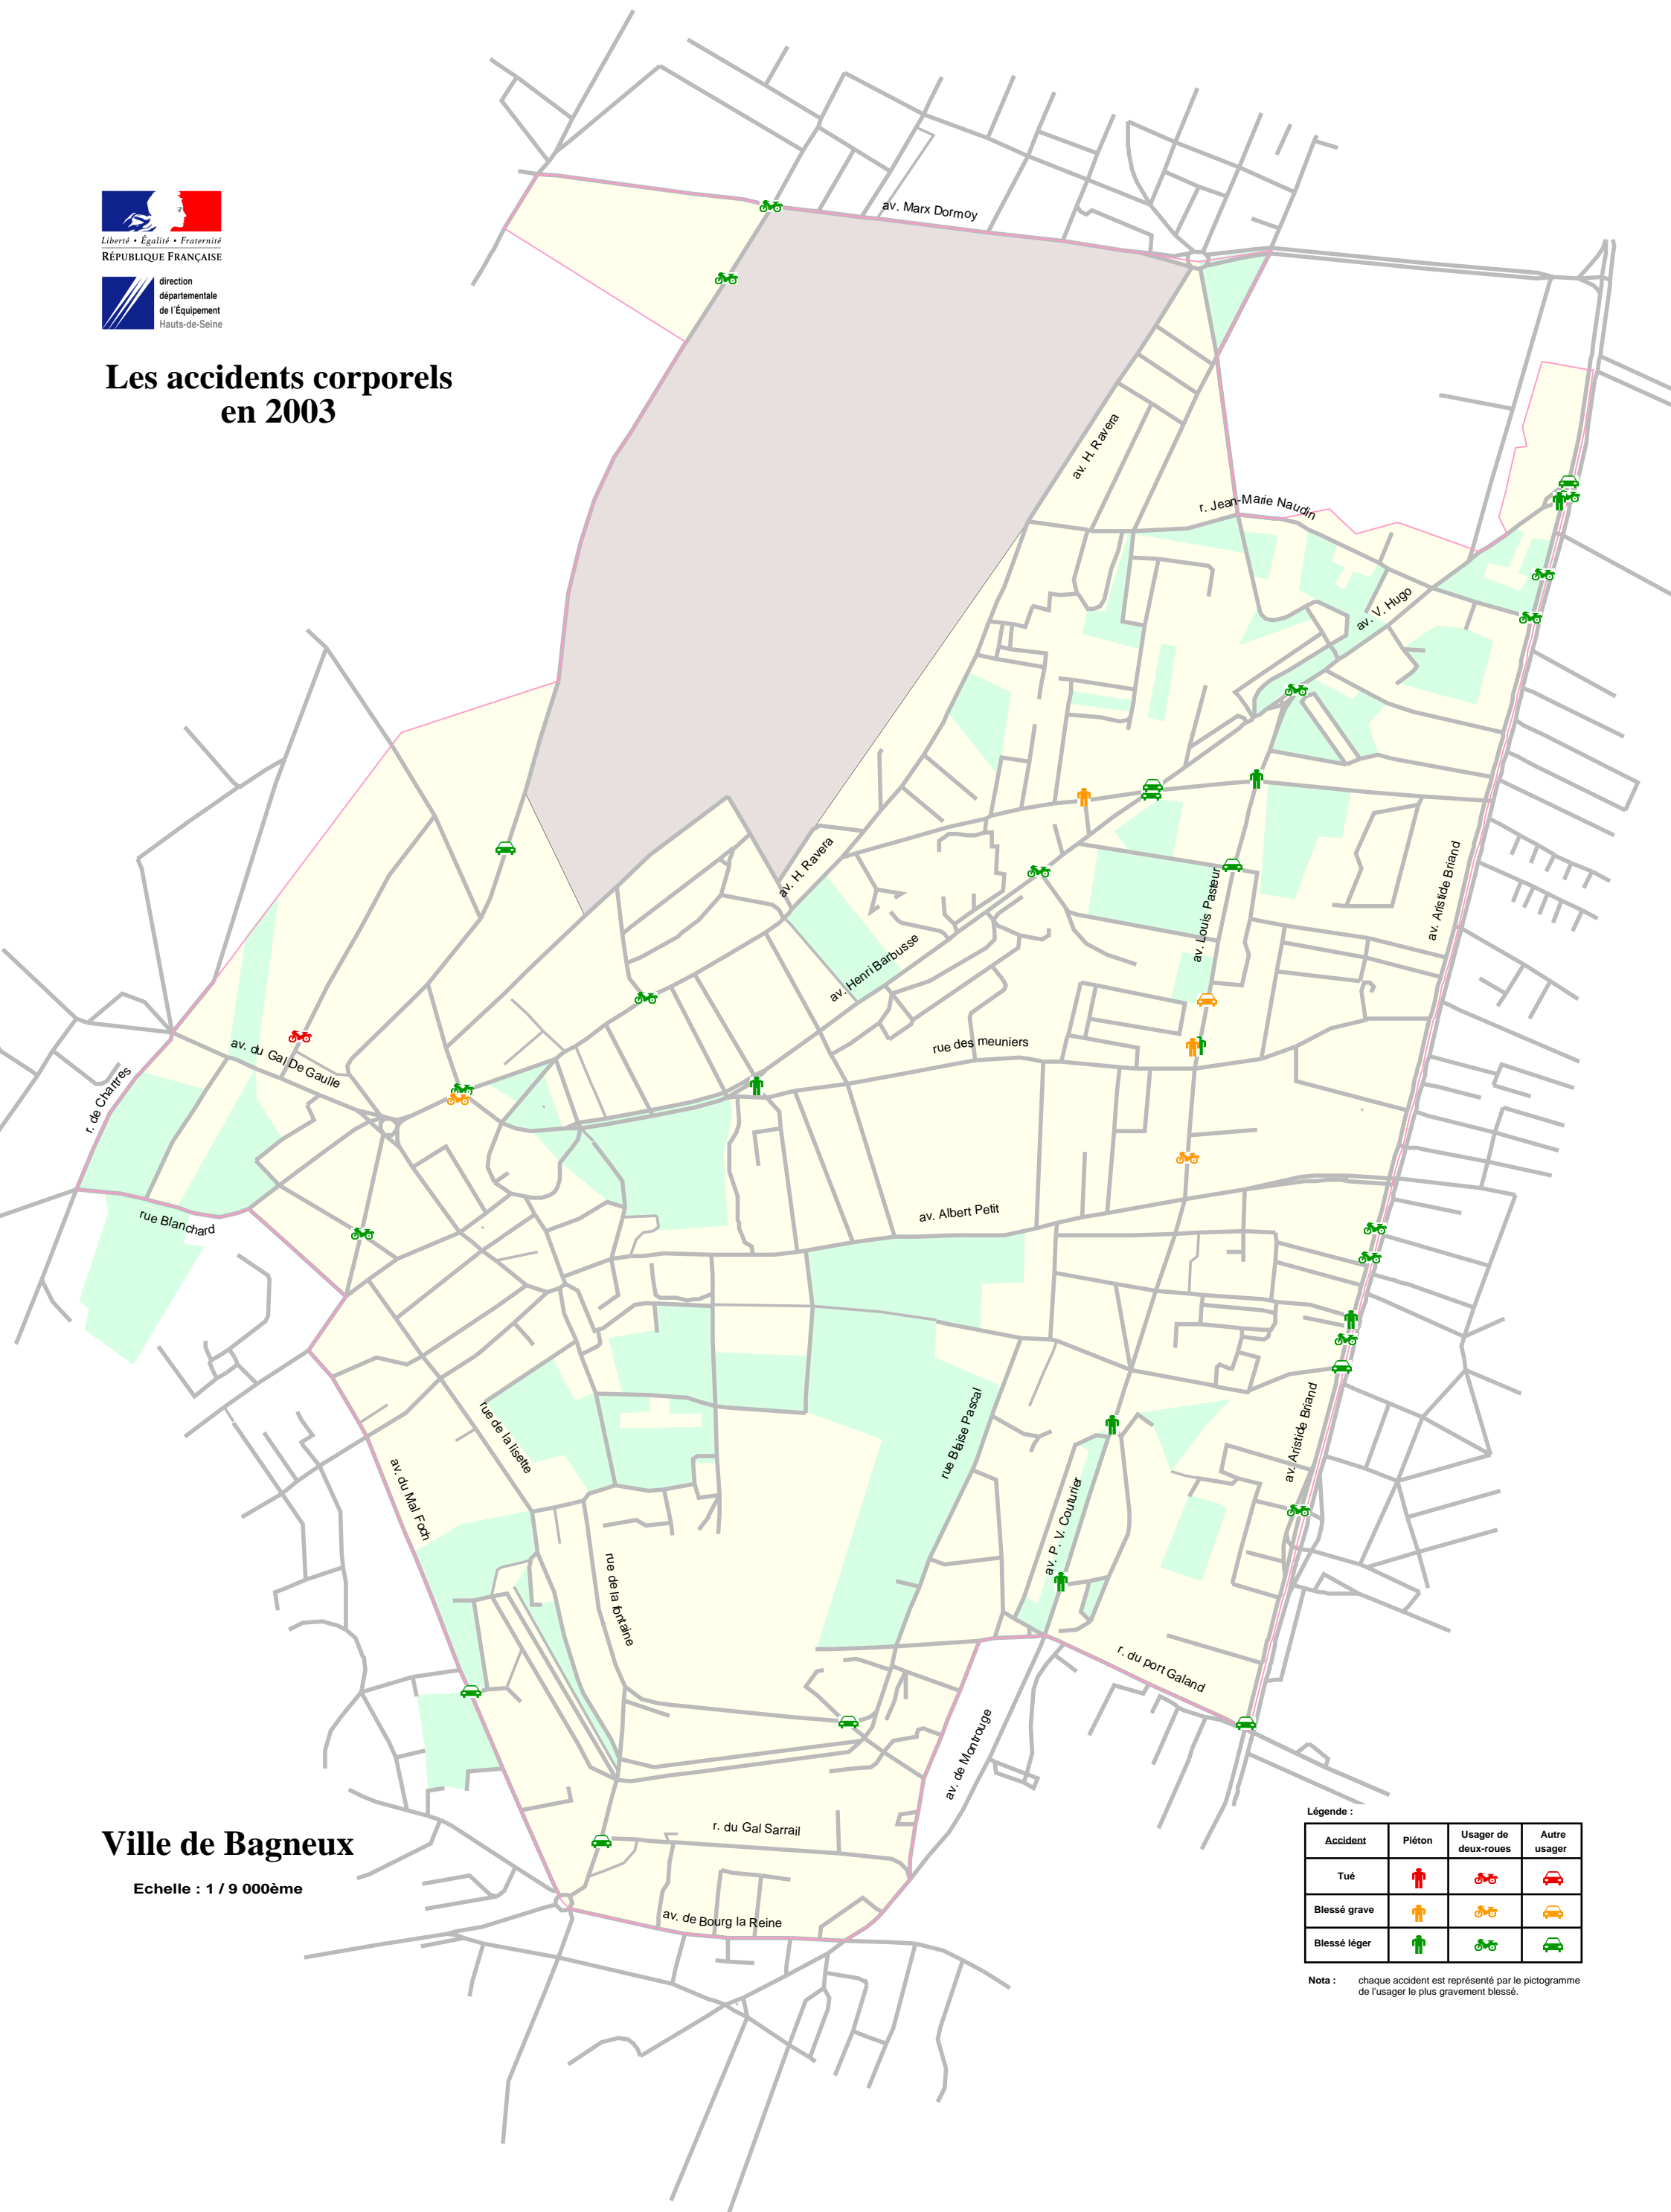 Liberté • Égalité • Fraternité
RÉPUBLIQUE FRANÇAISE
direction
départementale
de l'Équipement
Hauts-de-Seine
Les accidents corporels
en 2003
av. Marx Dormoy
av. H. Ravera
r. Jean-Marie Naudin
av. V. Hugo
av. H. Ravera
av. Aristide Briand
av. Louis Pasteur
av. Henri Barbusse
rue des meuniers
av. du Gal De Gaulle
r. de Chartres
rue Blanchard
av. Albert Petit
rue de la lisette
rue Blaise Pascal
av. Aristide Briand
av. du Mal Foch
av. P. V. Couturier
rue de la fontaine
r. du port Galand
av. de Montrouge
r. du Gal Sarrail
av. de Bourg la Reine
Ville de Bagneux
Echelle : 1 / 9 000ème
Légende :
Accident
Piéton
Usager de
deux-roues
Autre
usager
Tué
Blessé grave
Blessé léger
Nota : chaque accident est représenté par le pictogramme
de l'usager le plus gravement blessé.